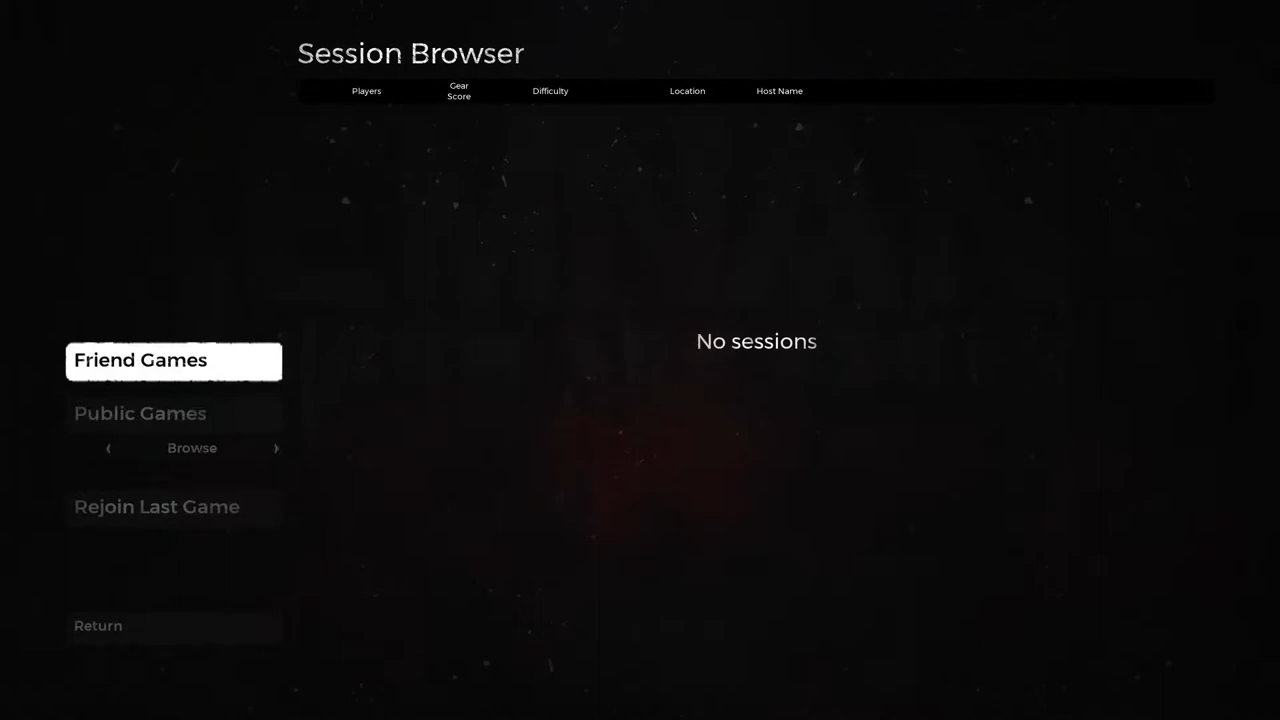 Session Browser
Players
Gear
Score
Difficulty
Location
Host Name
No sessions
Friend Games
Public Games
Browse
Rejoin Last Game
Return